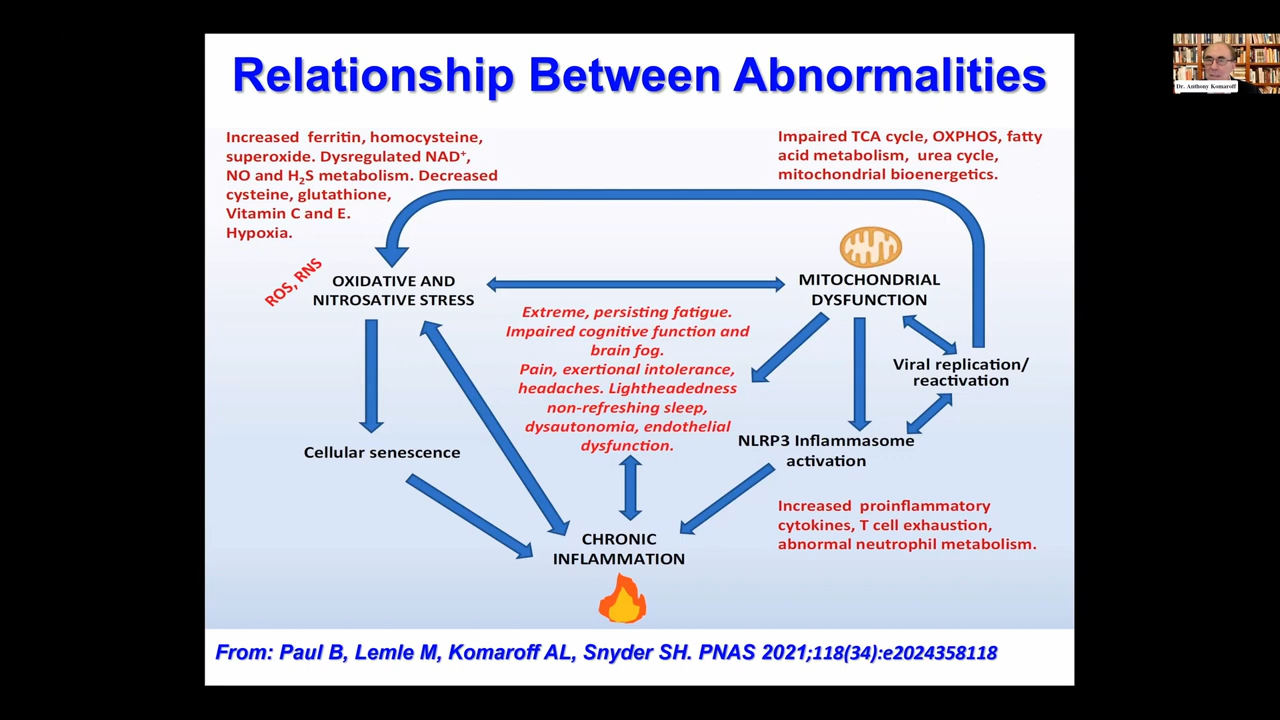 Relationship Between Abnormalities
Dr. Anthony Komaroff
Increased ferritin, homocysteine,
superoxide. Dysregulated NAD⁺,
NO and H₂S metabolism. Decreased
cysteine, glutathione,
Vitamin C and E.
Hypoxia.
Impaired TCA cycle, OXPHOS, fatty
acid metabolism, urea cycle,
mitochondrial bioenergetics.
ROS, RNS
OXIDATIVE AND
NITROSATIVE STRESS
MITOCHONDRIAL
DYSFUNCTION
Extreme, persisting fatigue.
Impaired cognitive function and
brain fog.
Pain, exertional intolerance,
headaches. Lightheadedness
non-refreshing sleep,
dysautonomia, endothelial
dysfunction.
Viral replication/
reactivation
Cellular senescence
NLRP3 Inflammasome
activation
Increased proinflammatory
cytokines, T cell exhaustion,
abnormal neutrophil metabolism.
CHRONIC
INFLAMMATION
From: Paul B, Lemle M, Komaroff AL, Snyder SH. PNAS 2021;118(34):e2024358118